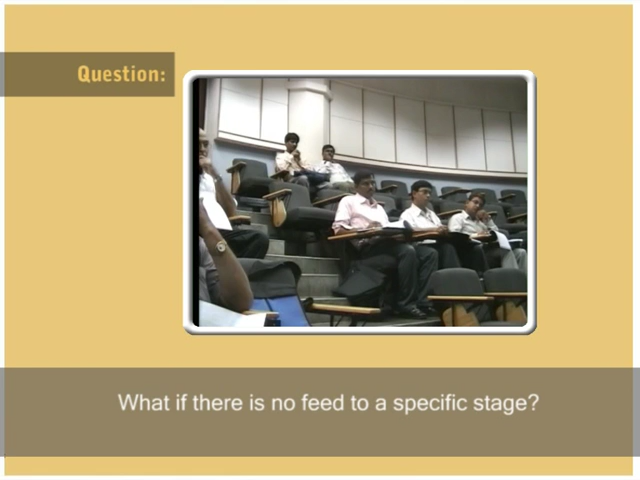 Question:
What if there is no feed to a specific stage?